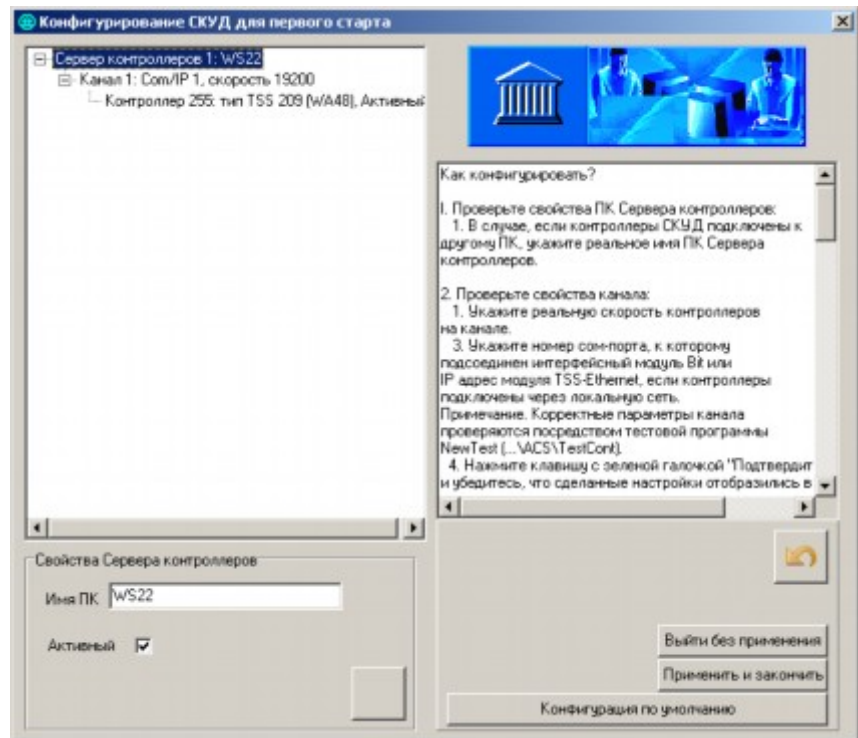 Конфигурирование СКУД для первого старта
Сервер контроллеров 1: WS22
Канал 1: Com/IP 1, скорость 19200
Контроллер 255: тип TSS 209 (WA48), Активный
Как конфигурировать?
I. Проверьте свойства ПК Сервера контроллеров:
1. В случае, если контроллеры СКУД подключены к
другому ПК, укажите реальное имя ПК Сервера
контроллеров.
2. Проверьте свойства канала:
1. Укажите реальную скорость контроллеров
на канале.
3. Укажите номер сом-порта, к которому
подсоединен интерфейсный модуль Bit или
IP адрес модуля TSS-Ethernet, если контроллеры
подключены через локальную сеть.
Примечание. Корректные параметры канала
проверяются посредством тестовой программы
NewTest (...\ACS\TestCont).
4. Нажмите клавишу с зеленой галочкой "Подтвердит
и убедитесь, что сделанные настройки отобразились в
Свойства Сервера контроллеров
Имя ПК WS22
Активный
Выйти без применения
Применить и закончить
Конфигурация по умолчанию